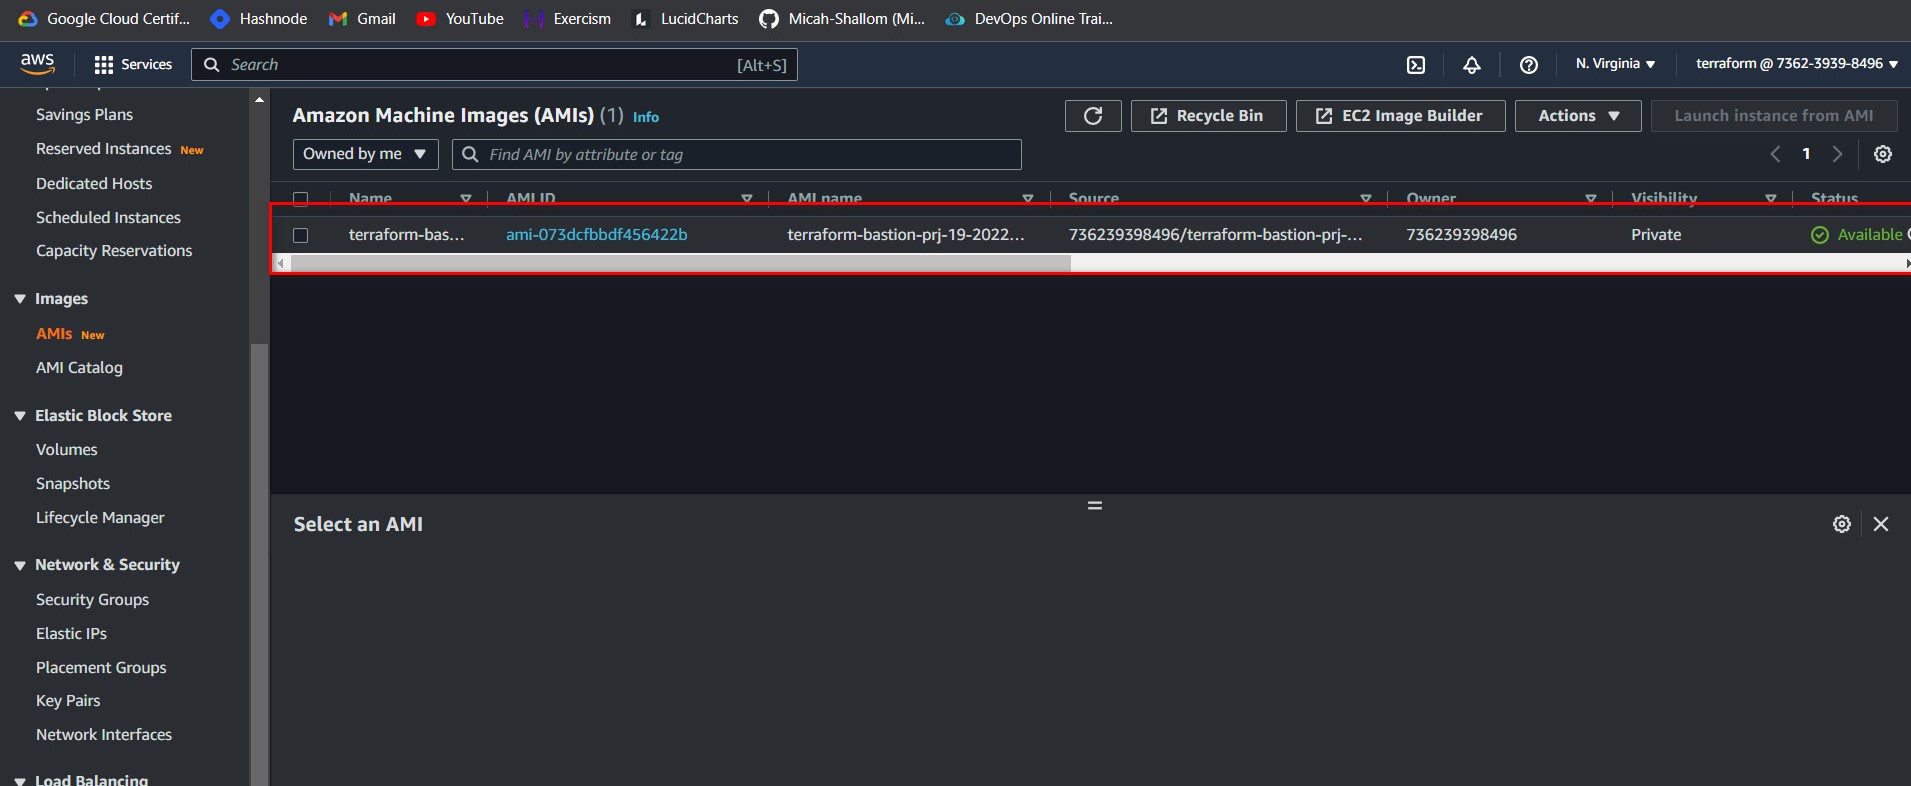 Google Cloud Certif... Hashnode Gmail YouTube Exercism LucidCharts Micah-Shallom (Mi... DevOps Online Trai...
aws Services Search [Alt+S] N. Virginia terraform @ 7362-3939-8496
Savings Plans
Reserved Instances New
Dedicated Hosts
Scheduled Instances
Capacity Reservations
Images
AMIs New
AMI Catalog
Elastic Block Store
Volumes
Snapshots
Lifecycle Manager
Network & Security
Security Groups
Elastic IPs
Placement Groups
Key Pairs
Network Interfaces
Load Balancing
Amazon Machine Images (AMIs) (1) Info Recycle Bin EC2 Image Builder Actions Launch instance from AMI
Owned by me Find AMI by attribute or tag 1
Name AMI ID AMI name Source Owner Visibility Status
terraform-bas... ami-073dcfbbdf456422b terraform-bastion-prj-19-2022... 736239398496/terraform-bastion-prj-... 736239398496 Private Available
Select an AMI